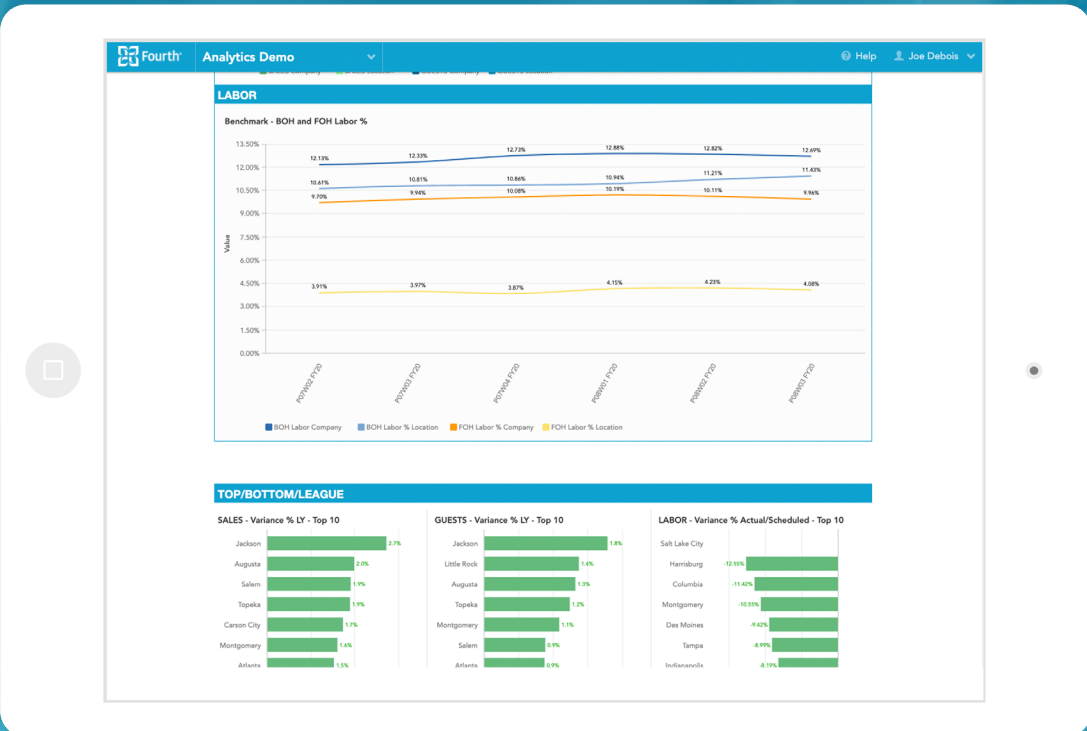 Fourth Analytics Demo Help Joe Debois
LABOR
Benchmark - BOH and FOH Labor %
13.50%
12.00%
10.50%
9.00%
7.50%
6.00%
4.50%
3.00%
1.50%
0.00%
Value
12.13% 12.33% 12.73% 12.88% 12.82% 12.69%
10.61% 10.81% 10.86% 10.94% 11.21% 11.43%
9.70% 9.94% 10.08% 10.19% 10.11% 9.96%
3.91% 3.97% 3.87% 4.15% 4.23% 4.08%
P07W02 FY20 P07W03 FY20 P07W04 FY20 P08W01 FY20 P08W02 FY20 P08W03 FY20
BOH Labor Company BOH Labor % Location FOH Labor % Company FOH Labor % Location
TOP/BOTTOM/LEAGUE
SALES - Variance % LY - Top 10
Jackson 2.7%
Augusta 2.0%
Salem 1.9%
Topeka 1.9%
Carson City 1.7%
Montgomery 1.6%
Atlanta 1.5%
GUESTS - Variance % LY - Top 10
Jackson 1.8%
Little Rock 1.4%
Augusta 1.3%
Topeka 1.2%
Montgomery 1.1%
Salem 0.9%
Atlanta 0.9%
LABOR - Variance % Actual/Scheduled - Top 10
Salt Lake City
Harrisburg -12.55%
Columbia -11.42%
Montgomery -10.55%
Des Moines -9.42%
Tampa -8.99%
Indianapolis -8.19%